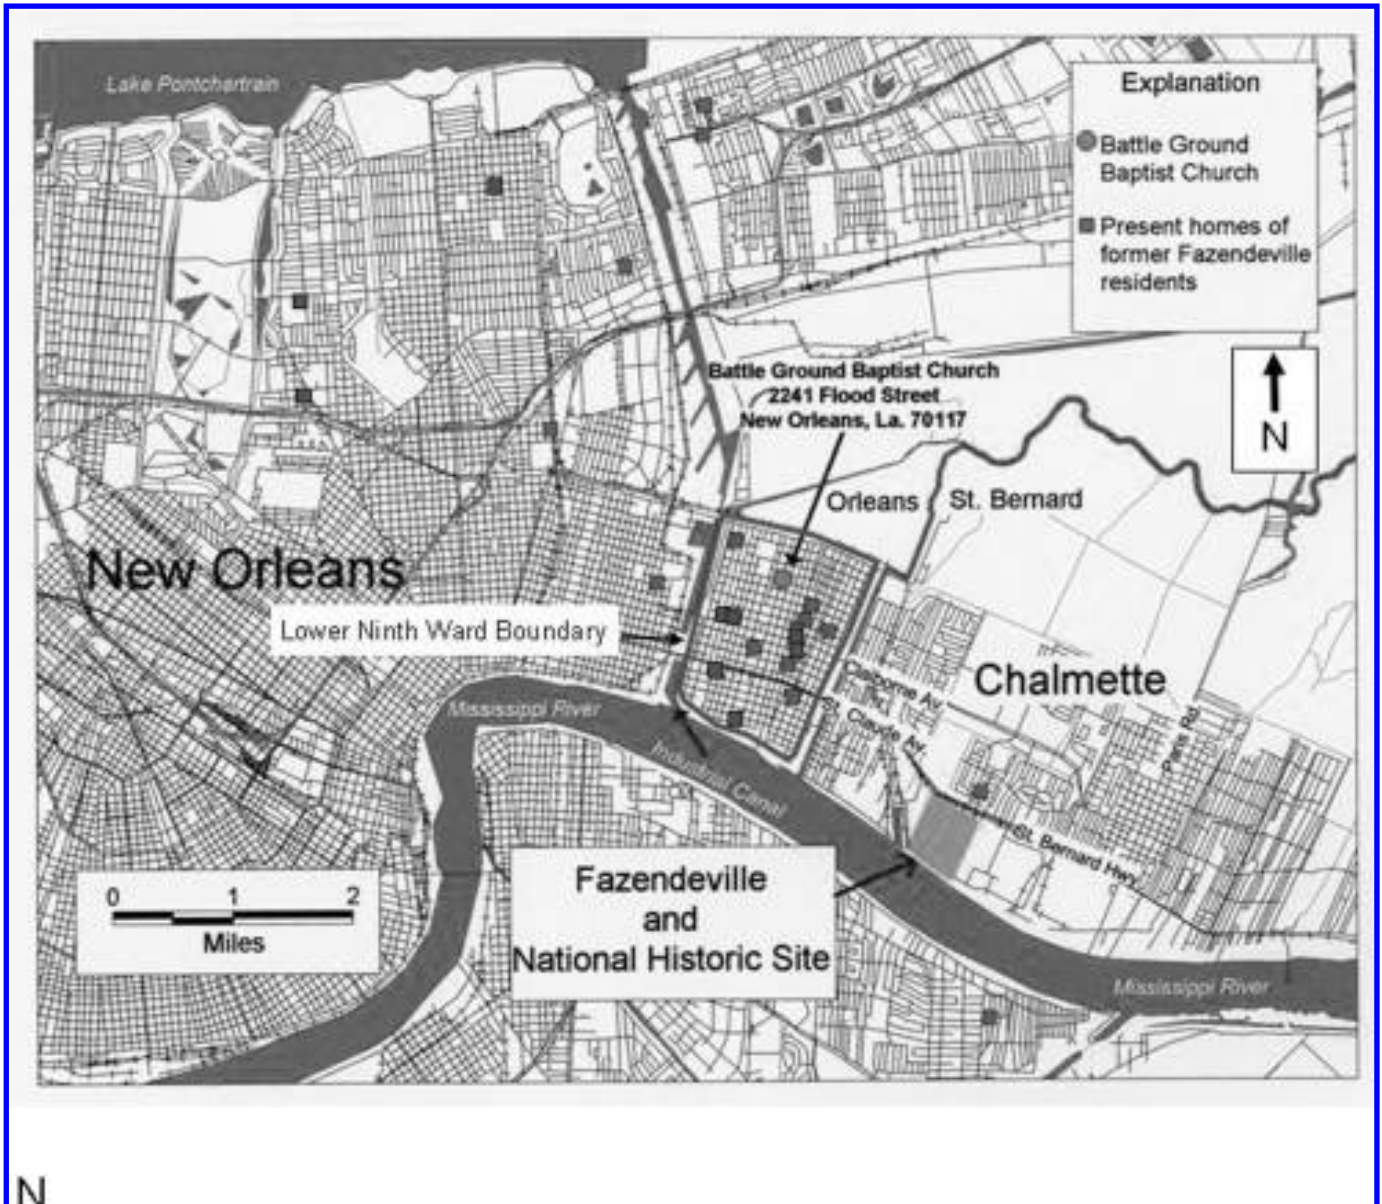 Lake Pontchartrain
Explanation
Battle Ground
Baptist Church
Present homes of
former Fazendeville
residents
N
Battle Ground Baptist Church
2241 Flood Street
New Orleans, La. 70117
Orleans
St. Bernard
New Orleans
Lower Ninth Ward Boundary
Chalmette
Claiborne Av.
St. Claude Av.
Paris Rd.
Mississippi River
Industrial Canal
St. Bernard Hwy.
Fazendeville
and
National Historic Site
0 1 2
Miles
Mississippi River
N